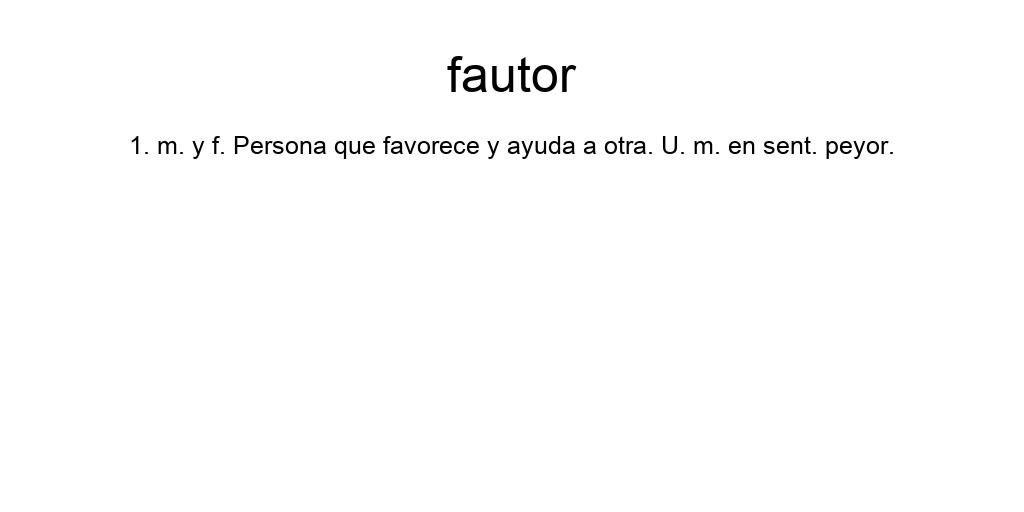 fautor
1. m. y f. Persona que favorece y ayuda a otra. U. m. en sent. peyor.